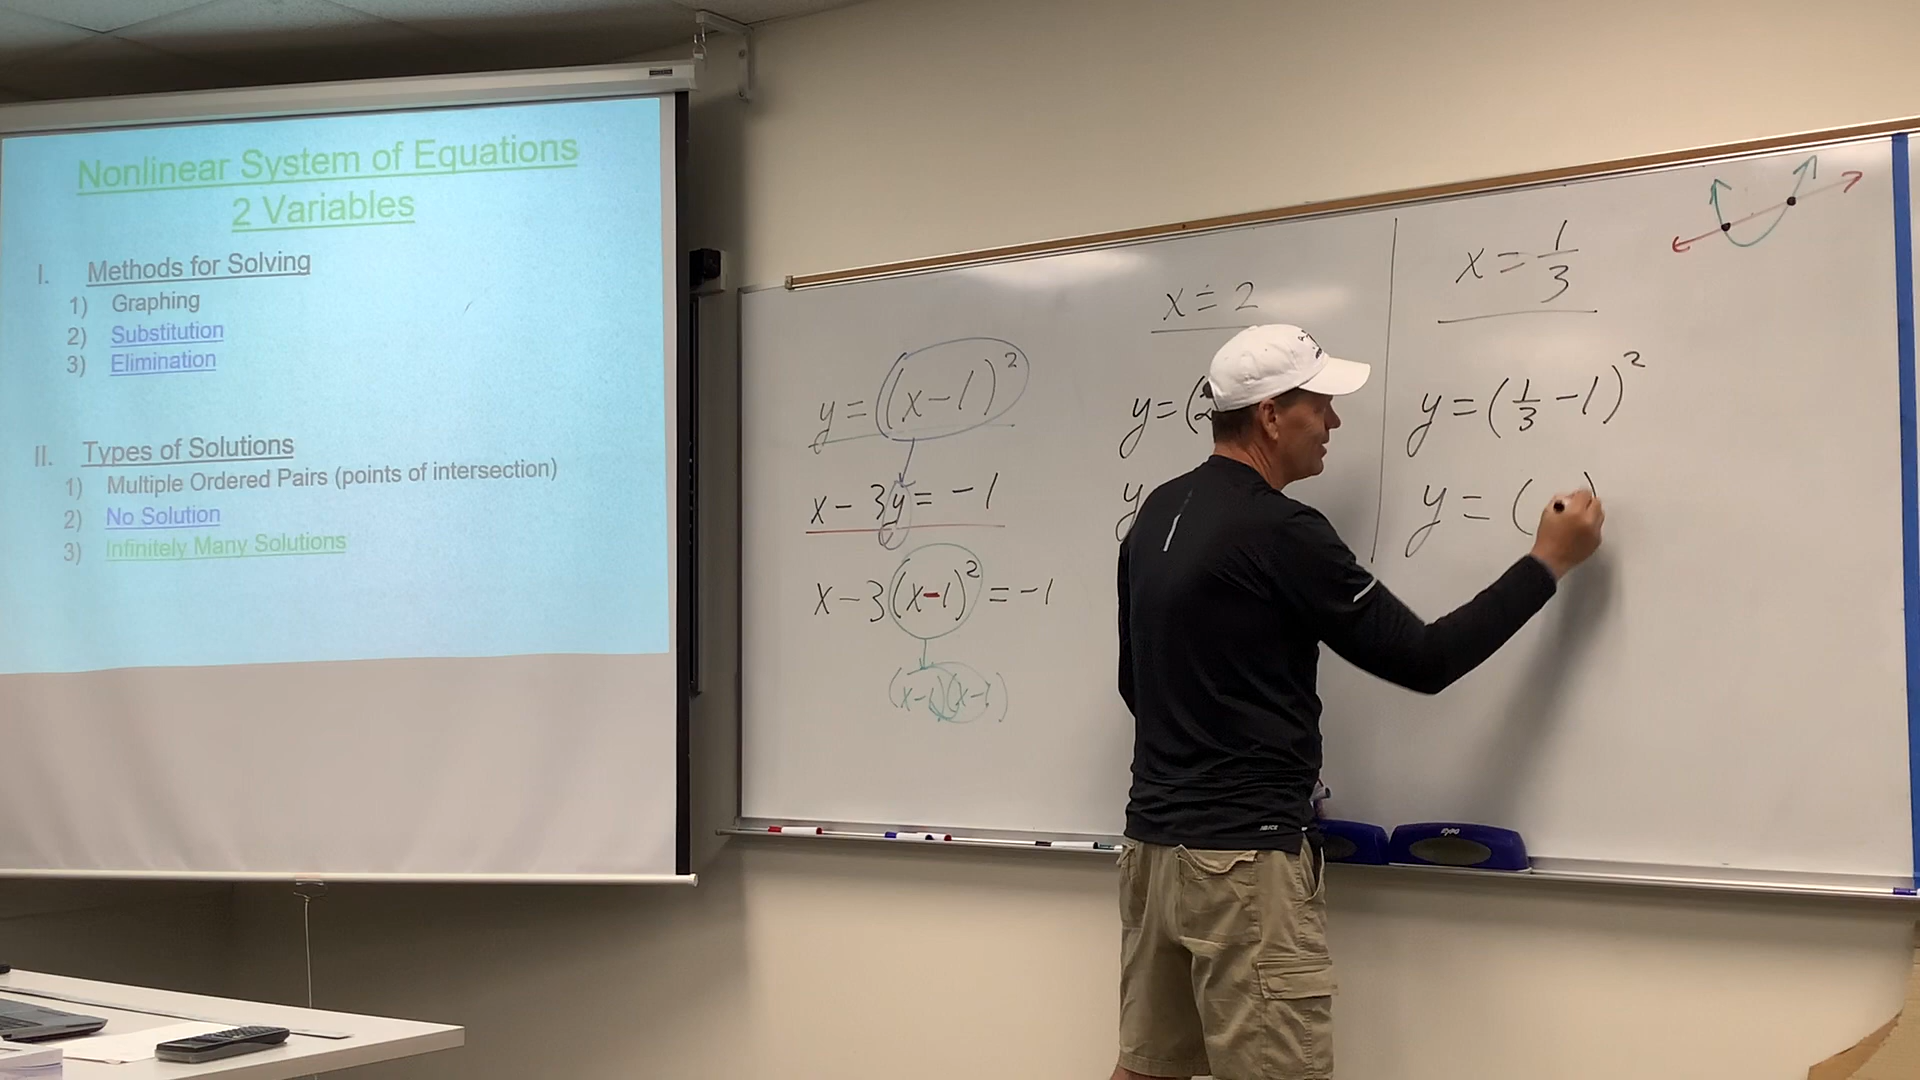 Nonlinear System of Equations
2 Variables
I. Methods for Solving
1) Graphing
2) Substitution
3) Elimination
II. Types of Solutions
1) Multiple Ordered Pairs (points of intersection)
2) No Solution
3) Infinitely Many Solutions
y = (x-1)²
x - 3y = -1
x - 3(x-1)² = -1
(x-1)(x-1)
x = 2
y = (2
y
x = 1/3
y = (1/3 - 1)²
y = ( )
EXPO